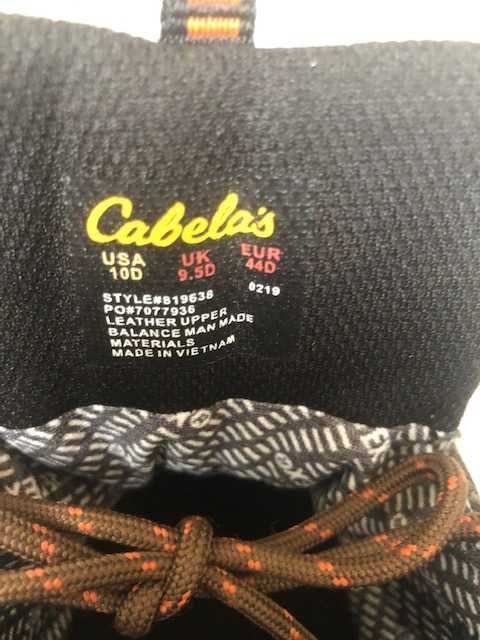 Cabela's
USA UK EUR
10D 9.5D 44D
STYLE#819638 0219
PO#7077936
LEATHER UPPER
BALANCE MAN MADE
MATERIALS
MADE IN VIETNAM